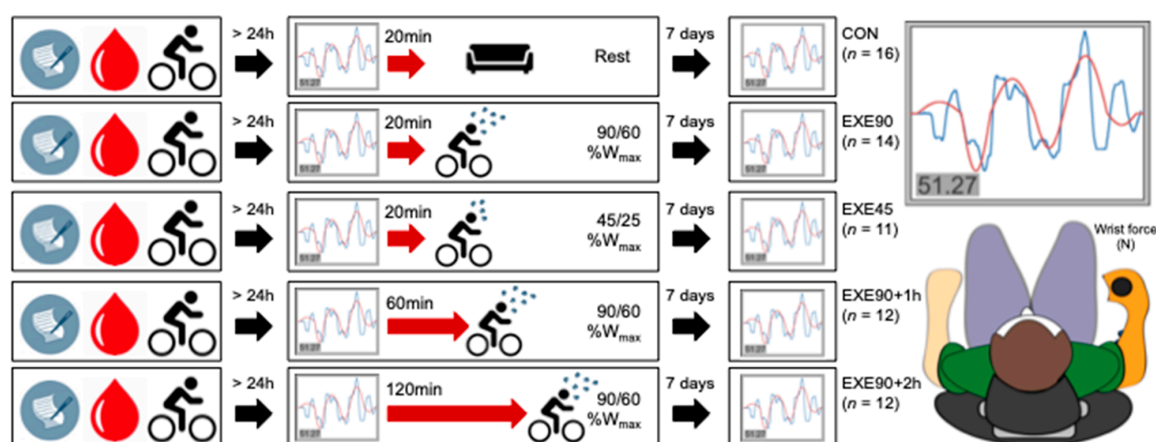 > 24h
20min
Rest
7 days
CON
(n = 16)
51.27
> 24h
20min
90/60
%Wmax
7 days
EXE90
(n = 14)
51.27
> 24h
20min
45/25
%Wmax
7 days
EXE45
(n = 11)
Wrist force
(N)
> 24h
60min
90/60
%Wmax
7 days
EXE90+1h
(n = 12)
> 24h
120min
90/60
%Wmax
7 days
EXE90+2h
(n = 12)